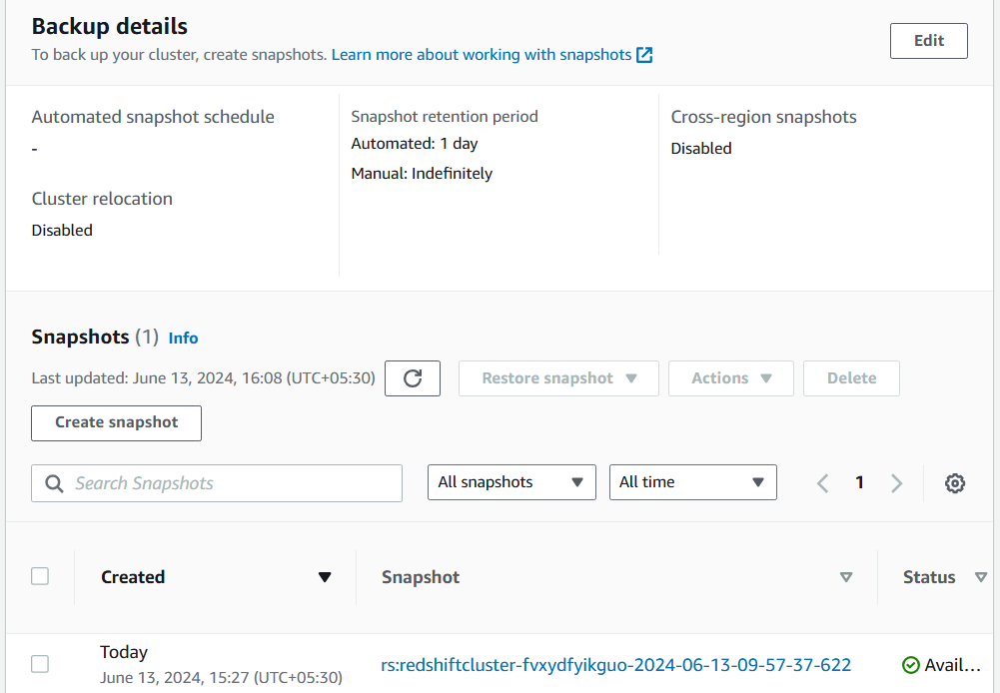 Backup details
Edit
To back up your cluster, create snapshots. Learn more about working with snapshots
Automated snapshot schedule
-
Cluster relocation
Disabled
Snapshot retention period
Automated: 1 day
Manual: Indefinitely
Cross-region snapshots
Disabled
Snapshots (1) Info
Last updated: June 13, 2024, 16:08 (UTC+05:30)
Restore snapshot
Actions
Delete
Create snapshot
Search Snapshots
All snapshots
All time
1
Created
Snapshot
Status
Today
June 13, 2024, 15:27 (UTC+05:30)
rs:redshiftcluster-fvxydfyikguo-2024-06-13-09-57-37-622
Avail...